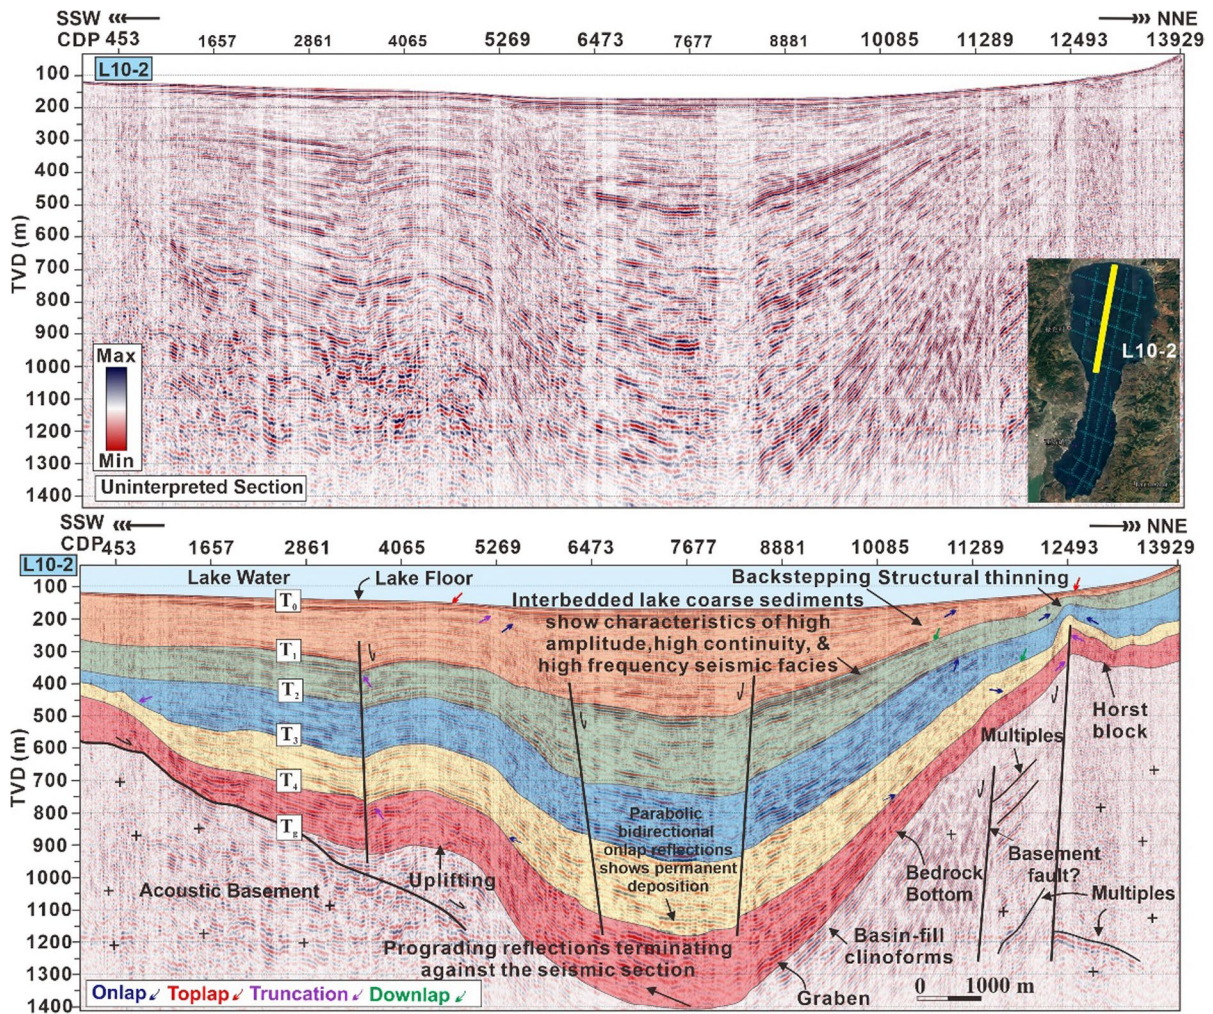 SSW NNE
CDP 453 1657 2861 4065 5269 6473 7677 8881 10085 11289 12493 13929
L10-2
TVD (m)
100
200
300
400
500
600
700
800
900
1000
1100
1200
1300
1400
Max
Min
Uninterpreted Section
L10-2
SSW NNE
CDP 453 1657 2861 4065 5269 6473 7677 8881 10085 11289 12493 13929
L10-2
TVD (m)
100
200
300
400
500
600
700
800
900
1000
1100
1200
1300
1400
Lake Water
Lake Floor
Backstepping
Structural thinning
T0
Interbedded lake coarse sediments
show characteristics of high
amplitude, high continuity, &
high frequency seismic facies
T1
T2
T3
T4
Tg
Horst
block
Multiples
Parabolic
bidirectional
onlap reflections
shows permanent
deposition
Acoustic Basement
Uplifting
Bedrock
Bottom
Basement
fault?
Multiples
Prograding reflections terminating
against the seismic section
Basin-fill
clinoforms
Graben
0 1000 m
Onlap Toplap Truncation Downlap